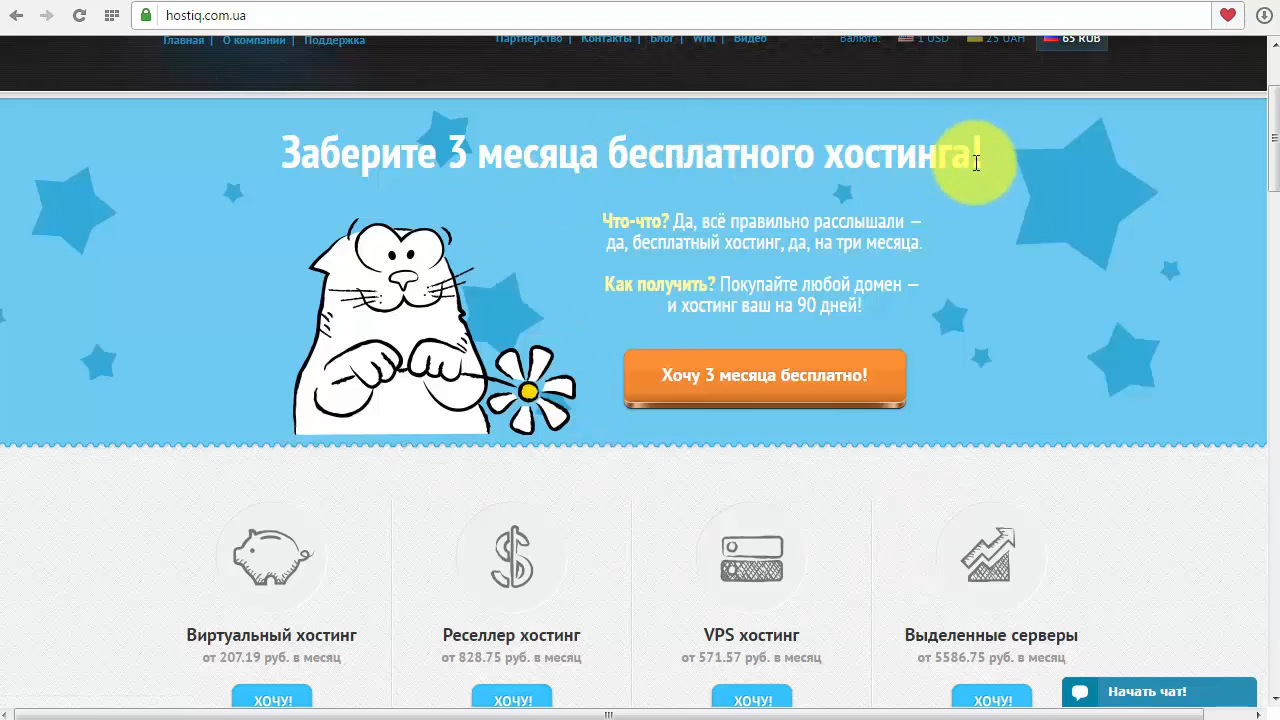 hostiq.com.ua
Главная | О компании | Поддержка Партнерство | Контакты | Блог | Wiki | Видео Валюта: 1 USD 25 UAH 65 RUB
Заберите 3 месяца бесплатного хостинга!
Что-что? Да, всё правильно расслышали —
да, бесплатный хостинг, да, на три месяца.
Как получить? Покупайте любой домен —
и хостинг ваш на 90 дней!
Хочу 3 месяца бесплатно!
Виртуальный хостинг Реселлер хостинг VPS хостинг Выделенные серверы
от 207.19 руб. в месяц от 828.75 руб. в месяц от 571.57 руб. в месяц от 5586.75 руб. в месяц
ХОЧУ! ХОЧУ! ХОЧУ! ХОЧУ!
Начать чат!